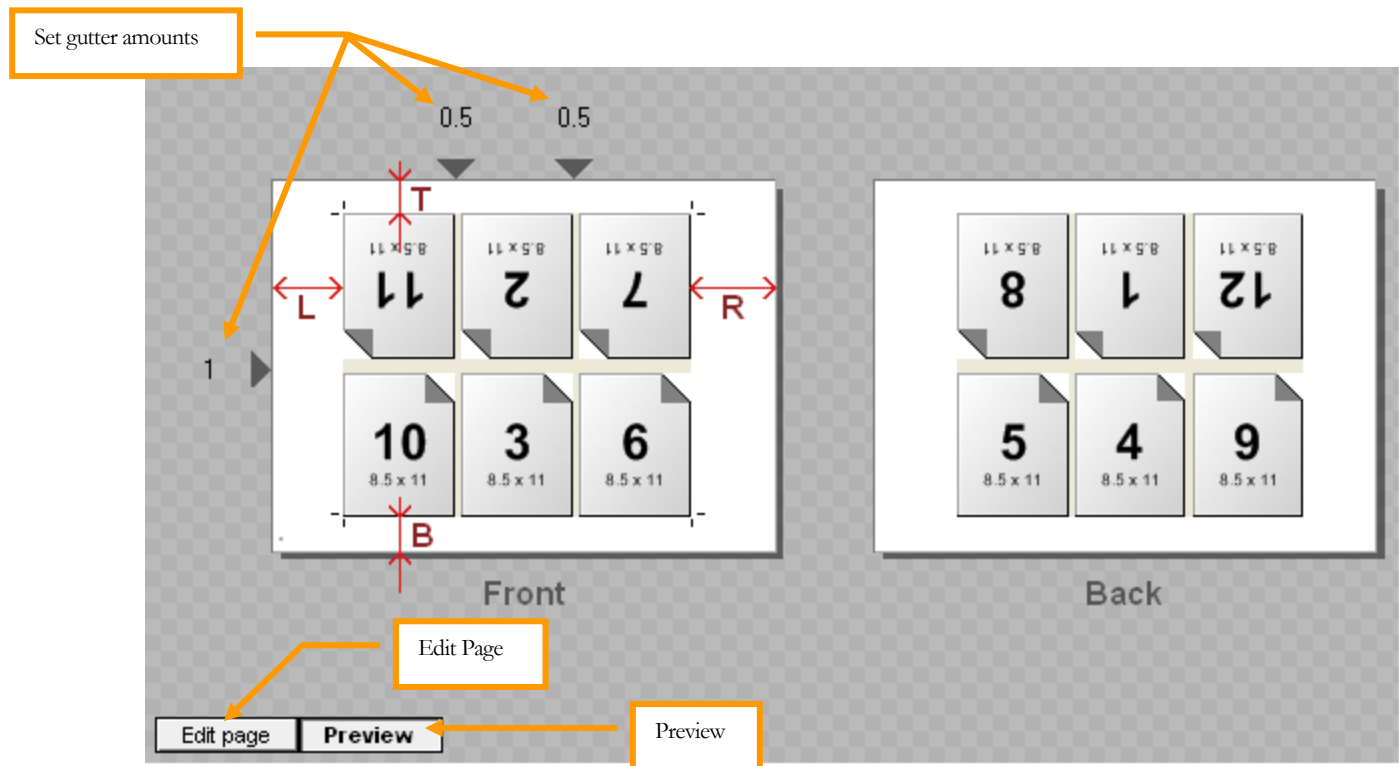 Set gutter amounts
0.5 0.5
T
8.5 x 11 8.5 x 11 8.5 x 11
11 2 7
L R
8.5 x 11 8.5 x 11 8.5 x 11
8 1 12
1
10 3 6
8.5 x 11 8.5 x 11 8.5 x 11
5 4 9
8.5 x 11 8.5 x 11 8.5 x 11
B
Front Back
Edit Page
Edit page Preview
Preview